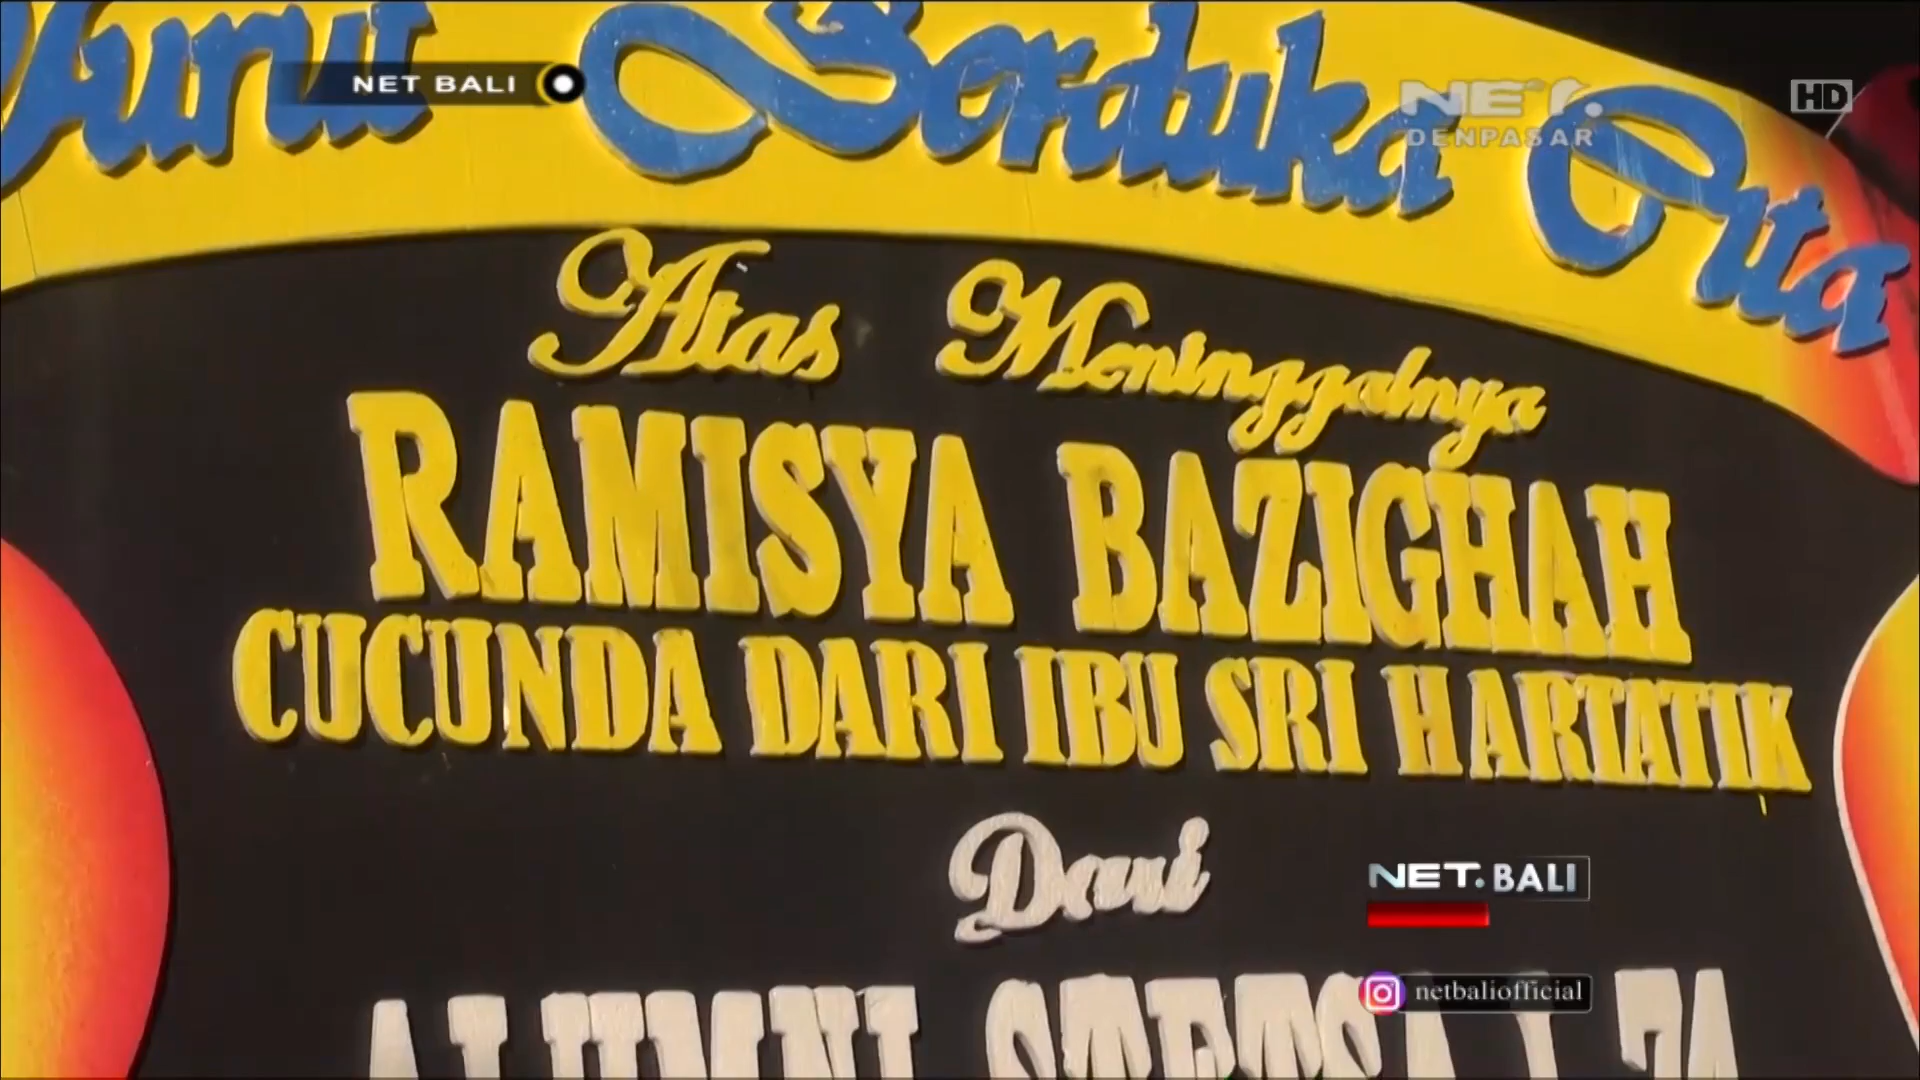 Turut Berduka Cita
NET BALI
NET.
DENPASAR
HD
Atas Meninggalnya
RAMISYA BAZIGHAH
CUCUNDA DARI IBU SRI HARTATIK
Dari
NET. BALI
netbaliofficial
ALUMNI